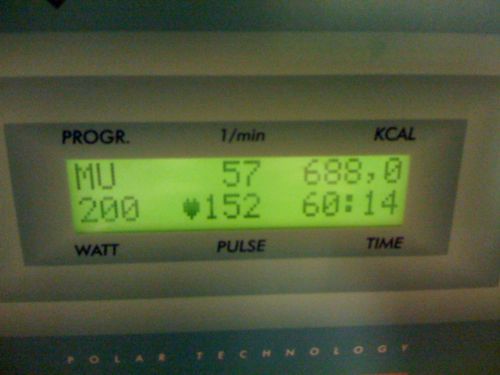 PROGR. 1/min KCAL
MU 57 688,0
200 152 60:14
WATT PULSE TIME
POLAR TECHNOLOGY